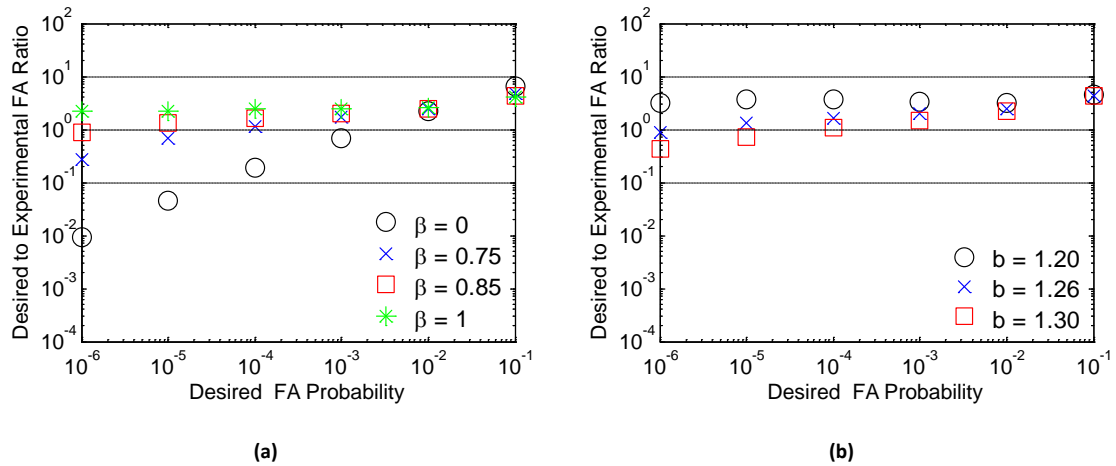 Desired to Experimental FA Ratio
10^2
10^1
10^0
10^-1
10^-2
10^-3
10^-4
β = 0
β = 0.75
β = 0.85
β = 1
10^-6 10^-5 10^-4 10^-3 10^-2 10^-1
Desired FA Probability
(a)
Desired to Experimental FA Ratio
10^2
10^1
10^0
10^-1
10^-2
10^-3
10^-4
b = 1.20
b = 1.26
b = 1.30
10^-6 10^-5 10^-4 10^-3 10^-2 10^-1
Desired FA Probability
(b)